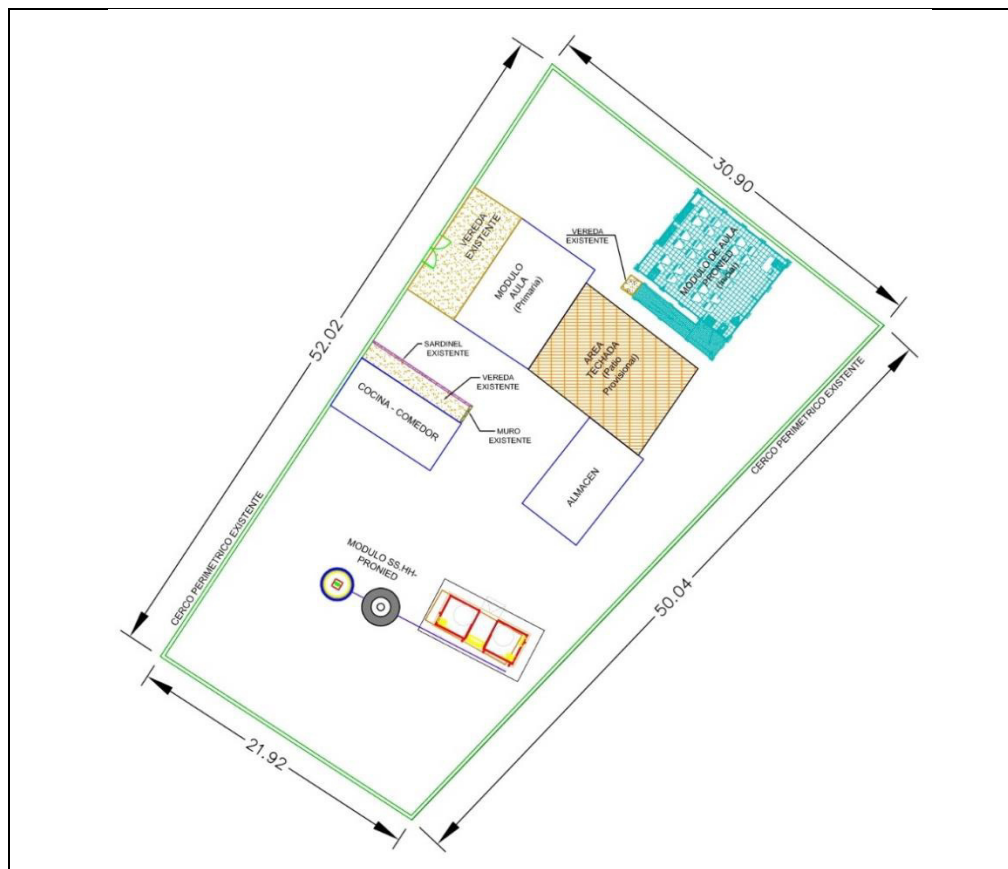 30.90
52.02
VEREDA
EXISTENTE
VEREDA
EXISTENTE
MODULO DE AULA
PRONIED
(Inicial)
MODULO
AULA
(Primaria)
AREA
TECHADA
(Patio
Provisional)
SARDINEL
EXISTENTE
VEREDA
EXISTENTE
COCINA - COMEDOR
MURO
EXISTENTE
ALMACEN
CERCO PERIMETRICO EXISTENTE
CERCO PERIMETRICO EXISTENTE
MODULO SS.HH-
PRONIED
50.04
21.92